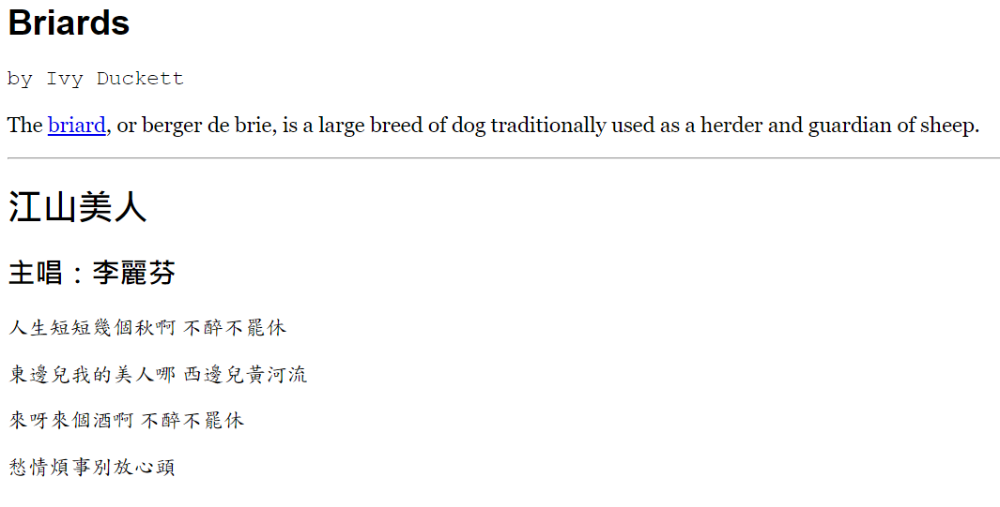 Briards
by Ivy Duckett
The briard, or berger de brie, is a large breed of dog traditionally used as a herder and guardian of sheep.
江山美人
主唱：李麗芬
人生短短幾個秋啊 不醉不罷休
東邊兒我的美人哪 西邊兒黃河流
來呀來個酒啊 不醉不罷休
愁情煩事別放心頭